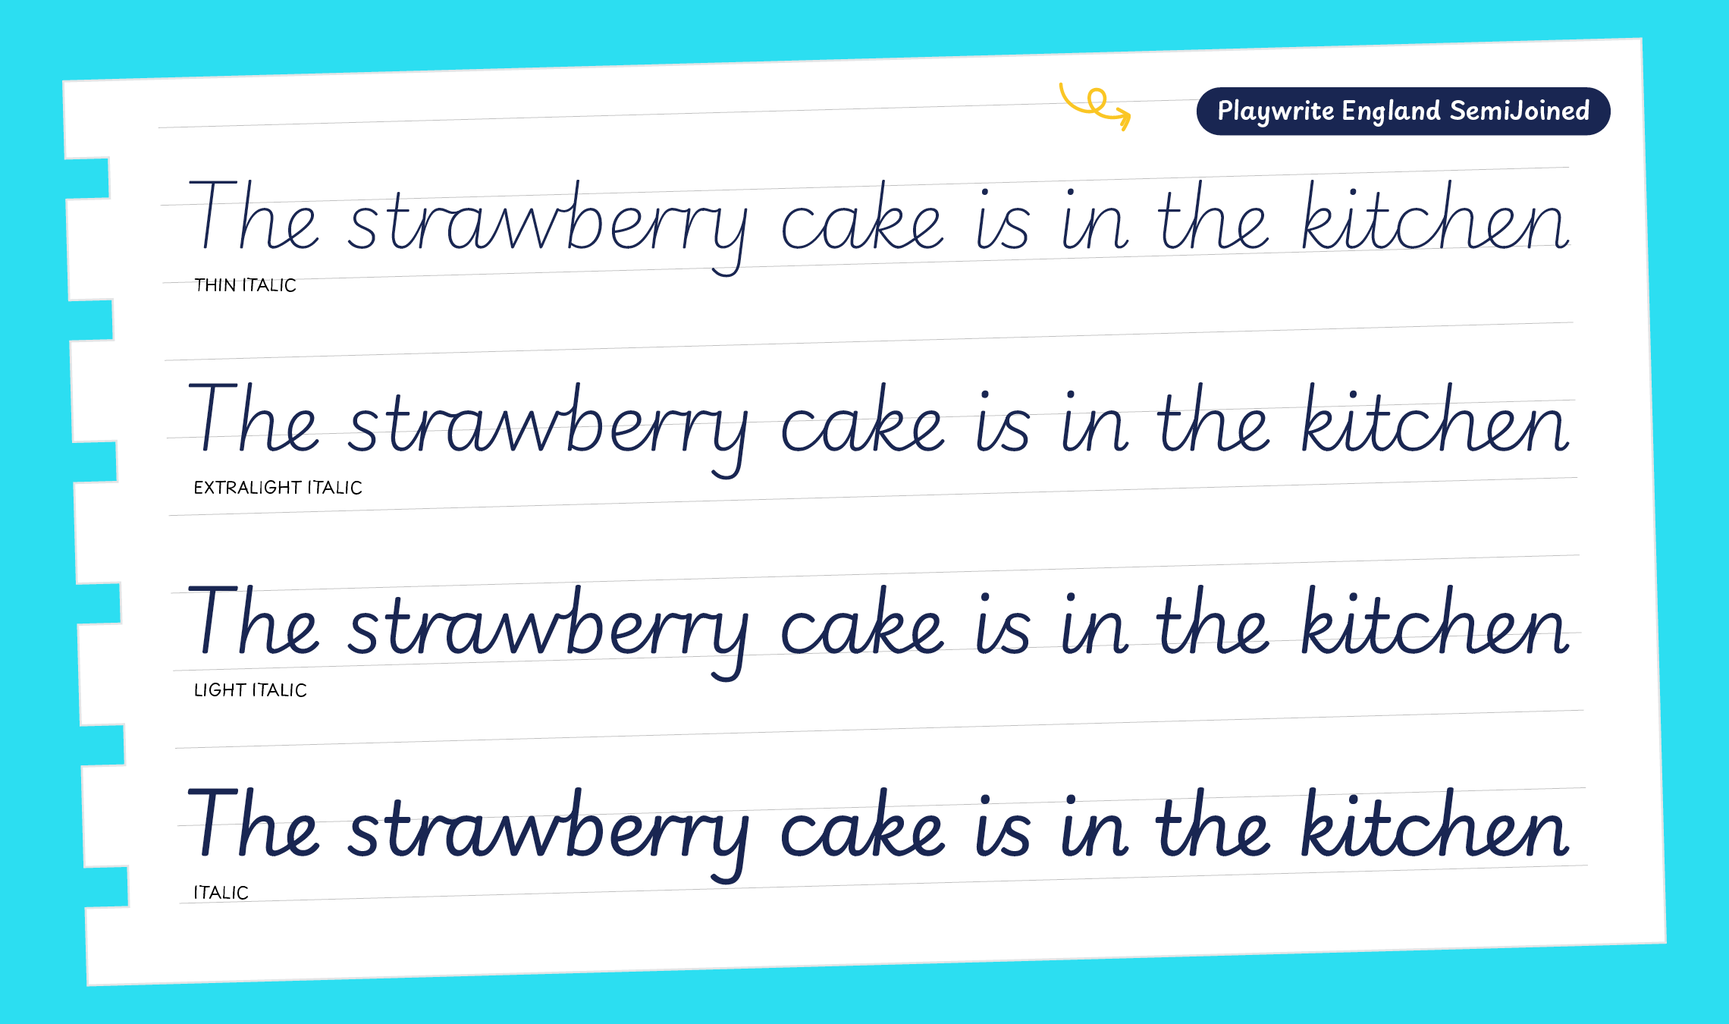 Playwrite England SemiJoined
The strawberry cake is in the kitchen
THIN ITALIC
The strawberry cake is in the kitchen
EXTRALIGHT ITALIC
The strawberry cake is in the kitchen
LIGHT ITALIC
The strawberry cake is in the kitchen
ITALIC